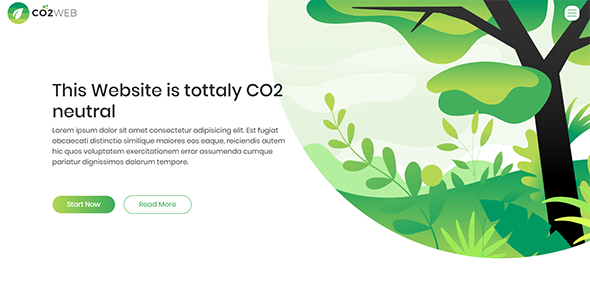 CO2WEB
This Website is tottaly CO2
neutral
Lorem ipsum dolor sit amet consectetur adipisicing elit. Est fugiat
obcaecati distinctio similique maiores eos eaque, reiciendis autem
hic quos voluptatem exercitationem error assumenda cumque
pariatur dignissimos dolorum tempore.
Start Now
Read More